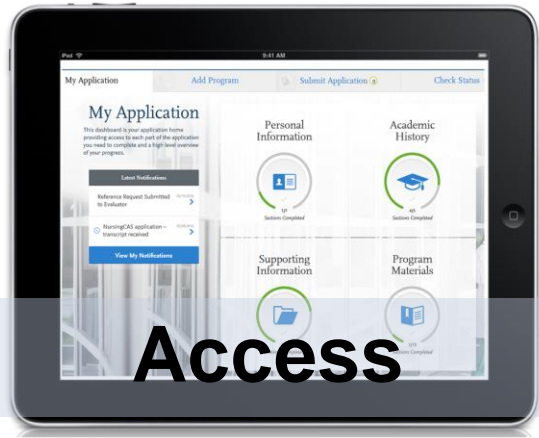 iPad
9:41 AM
My Application
Add Program
Submit Application
Check Status
My Application
This dashboard is your application home
providing access to each part of the application
you need to complete and a high level overview
of your progress.
Latest Notifications
Reference Request Submitted
to Evaluator
NursingCAS application –
transcript received
View My Notifications
Personal
Information
Sections Completed
Academic
History
Sections Completed
Supporting
Information
Program
Materials
Sections Completed
Access